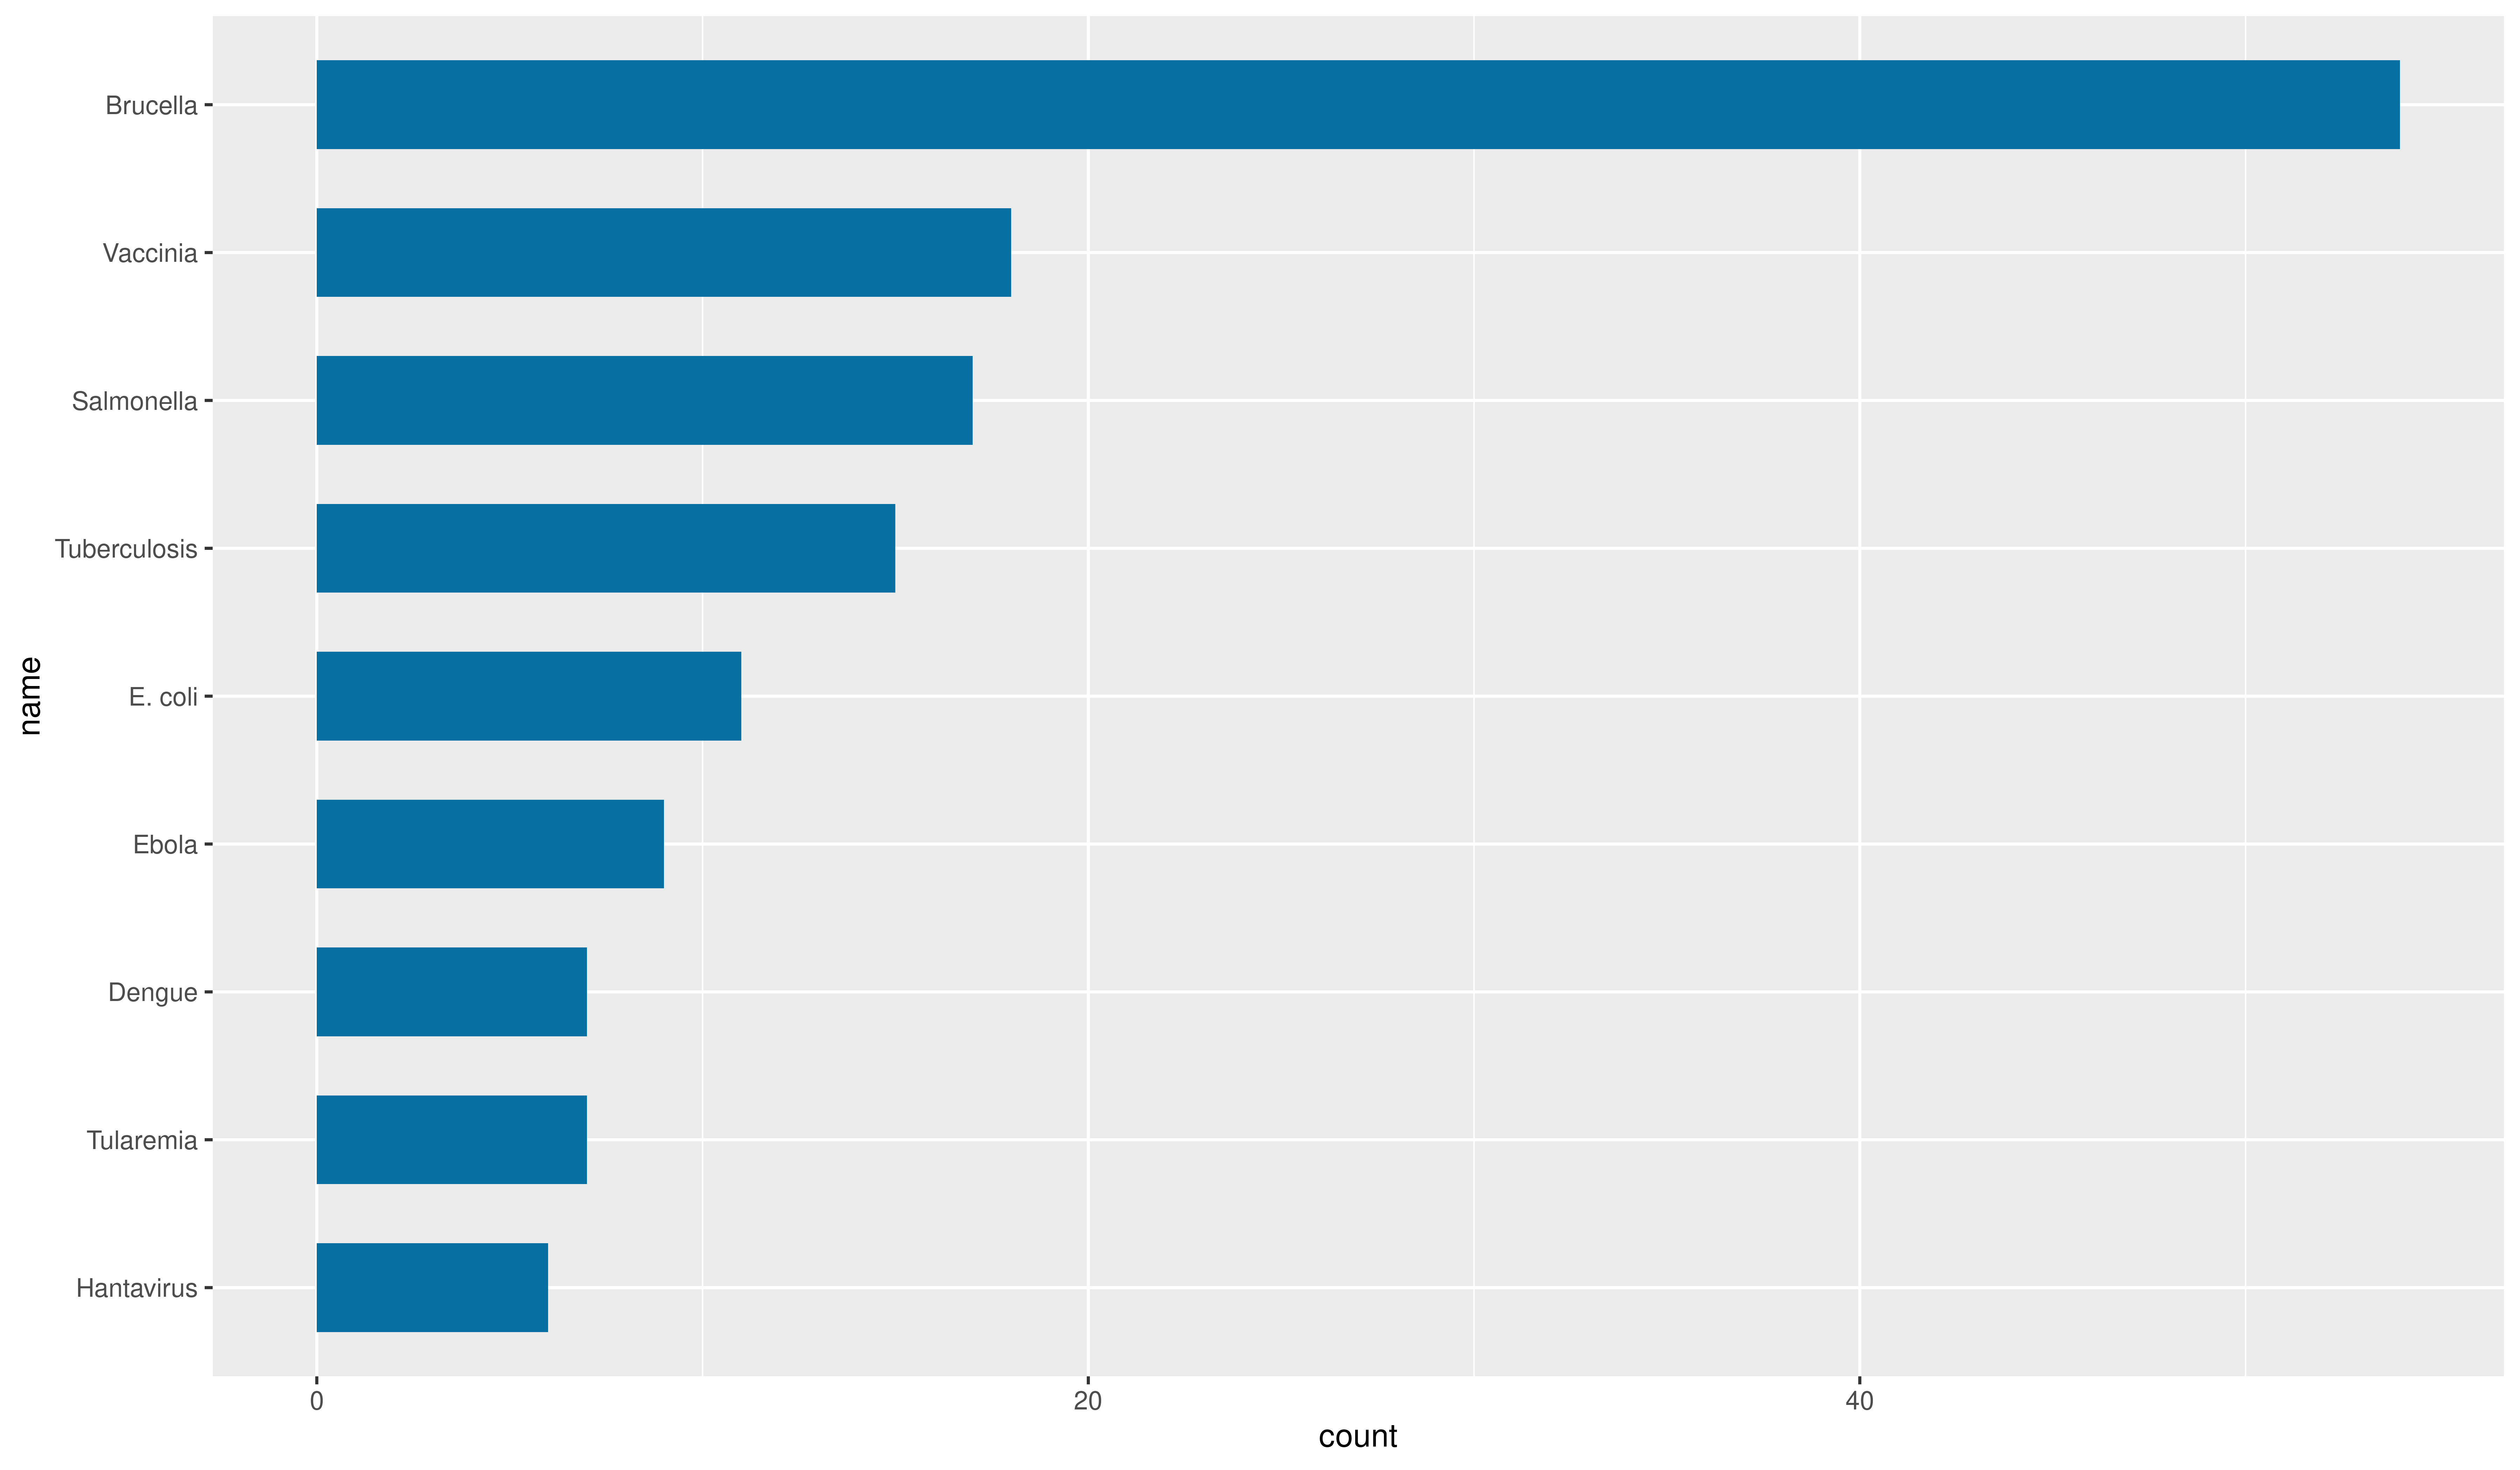 name
Brucella
Vaccinia
Salmonella
Tuberculosis
E. coli
Ebola
Dengue
Tularemia
Hantavirus
0
20
40
count